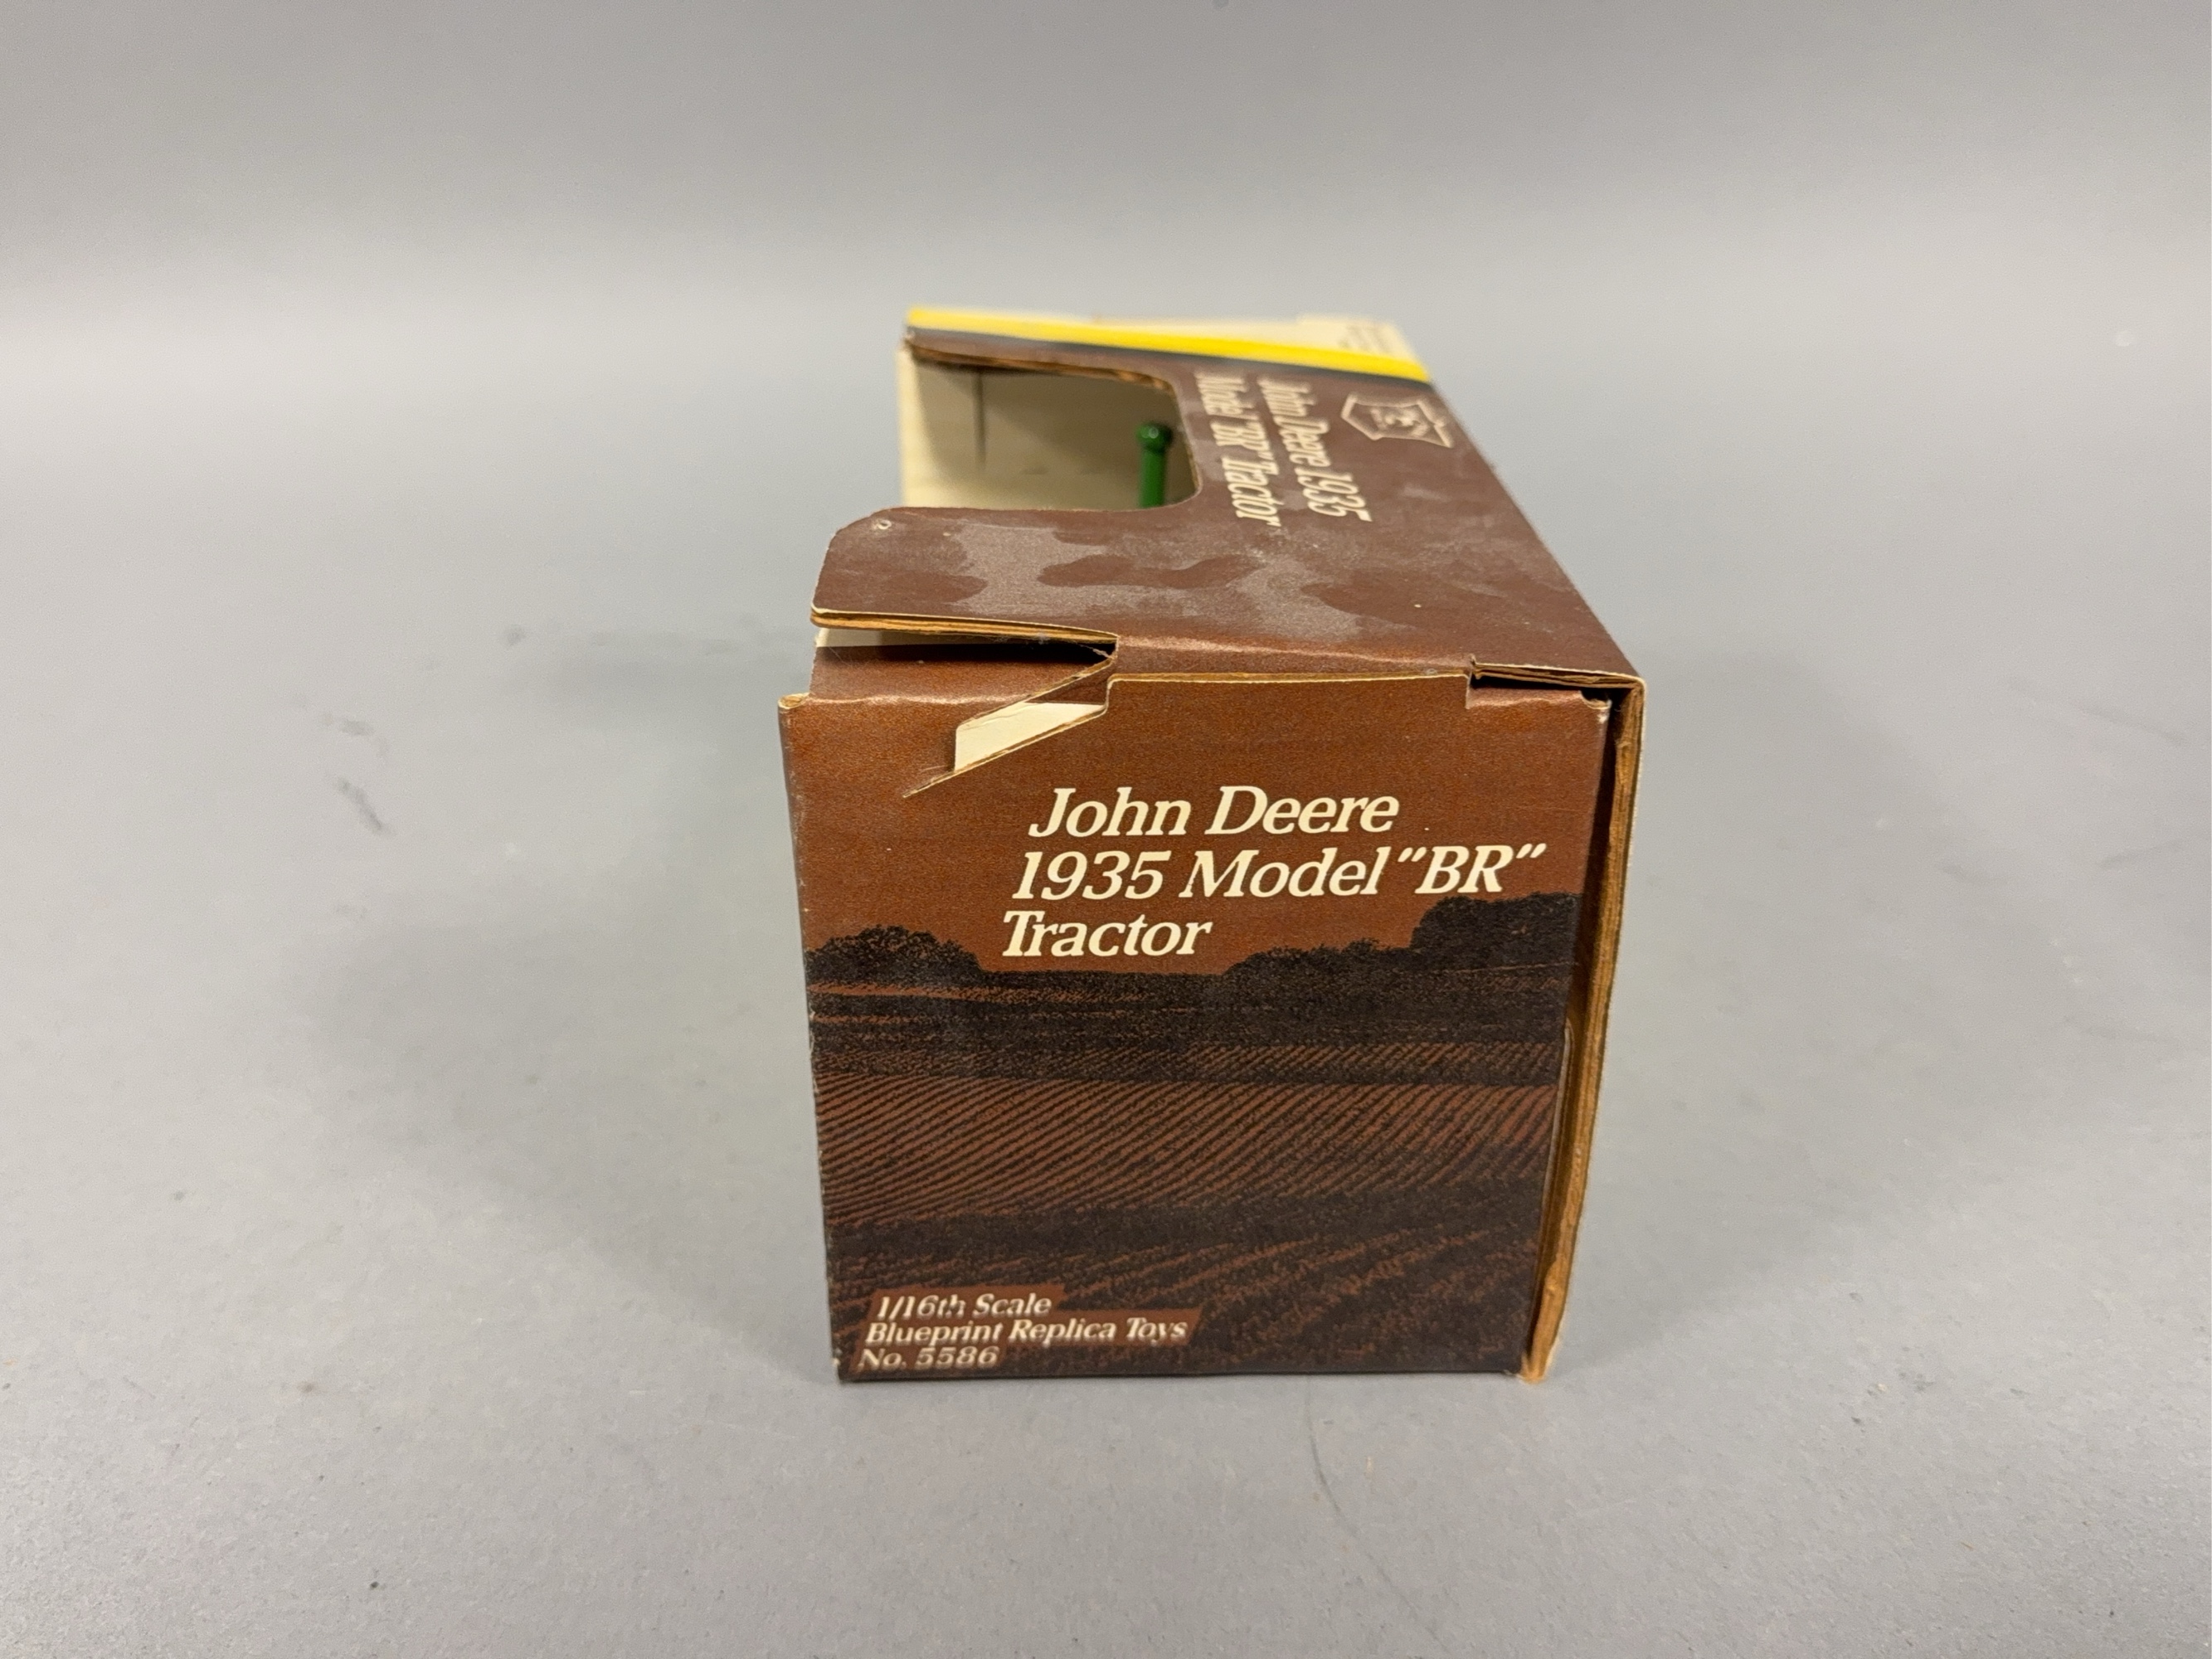 John Deere 1935
Model "BR" Tractor
John Deere
1935 Model "BR"
Tractor
1/16th Scale
Blueprint Replica Toys
No. 5586